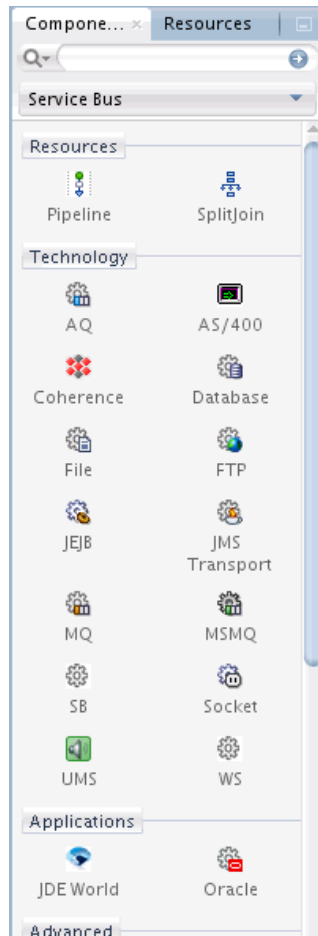 Compone... Resources
Service Bus
Resources
Pipeline SplitJoin
Technology
AQ AS/400
Coherence Database
File FTP
JEJB JMS
Transport
MQ MSMQ
SB Socket
UMS WS
Applications
JDE World Oracle
Advanced